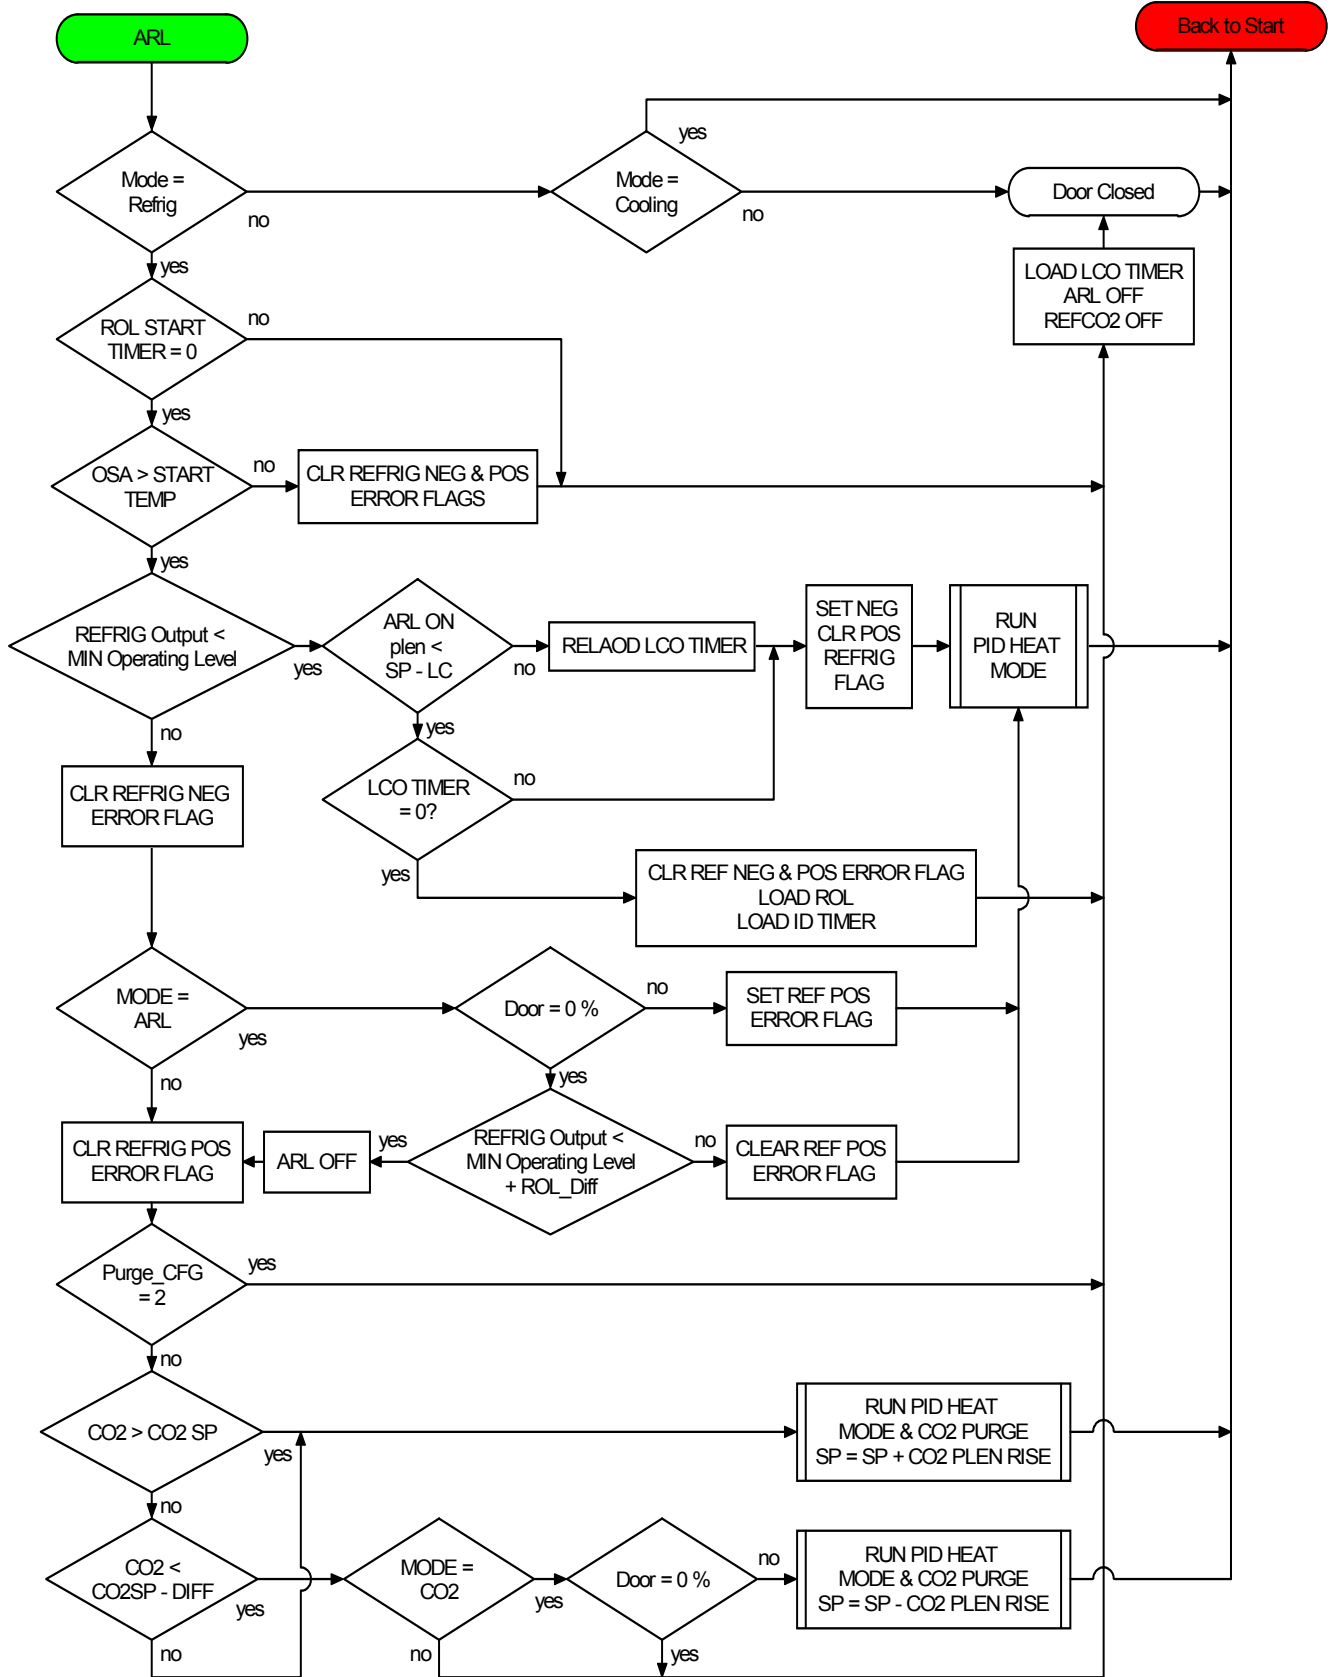 ARL
Back to Start
yes
Mode =
Refrig
no
Mode =
Cooling
no
Door Closed
yes
LOAD LCO TIMER
ARL OFF
REFCO2 OFF
ROL START
TIMER = 0
no
yes
OSA > START
TEMP
no
CLR REFRIG NEG & POS
ERROR FLAGS
yes
REFRIG Output <
MIN Operating Level
yes
ARL ON
plen <
SP - LC
no
RELAOD LCO TIMER
SET NEG
CLR POS
REFRIG
FLAG
RUN
PID HEAT
MODE
no
yes
CLR REFRIG NEG
ERROR FLAG
LCO TIMER
= 0?
no
yes
CLR REF NEG & POS ERROR FLAG
LOAD ROL
LOAD ID TIMER
MODE =
ARL
yes
Door = 0 %
no
SET REF POS
ERROR FLAG
no
yes
CLR REFRIG POS
ERROR FLAG
ARL OFF
yes
REFRIG Output <
MIN Operating Level
+ ROL_Diff
no
CLEAR REF POS
ERROR FLAG
Purge_CFG
= 2
yes
no
CO2 > CO2 SP
yes
RUN PID HEAT
MODE & CO2 PURGE
SP = SP + CO2 PLEN RISE
no
CO2 <
CO2SP - DIFF
yes
MODE =
CO2
yes
Door = 0 %
no
RUN PID HEAT
MODE & CO2 PURGE
SP = SP - CO2 PLEN RISE
no
no
yes